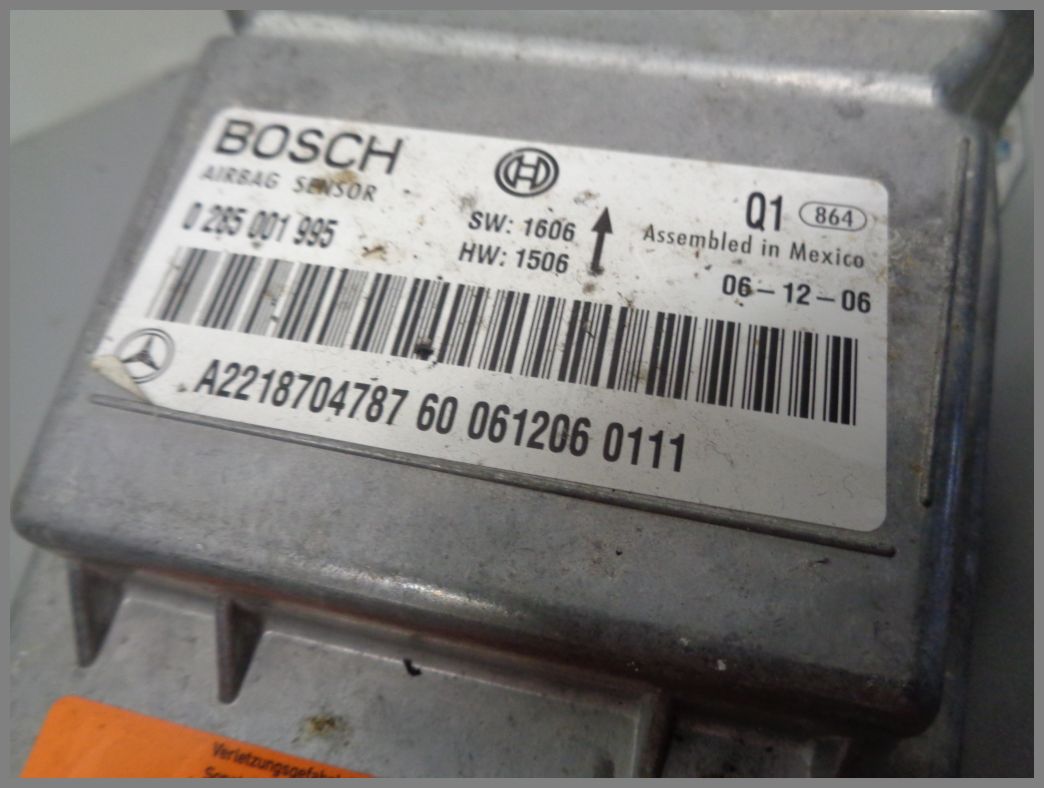 BOSCH
AIRBAG SENSOR
0 285 001 995
SW: 1606
HW: 1506
Q1 864
Assembled in Mexico
06-12-06
A2218704787 60 061206 0111
Verletzungsgefahr